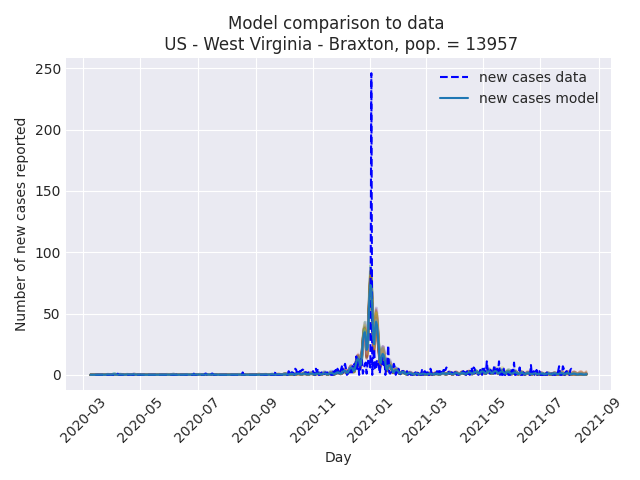 Model comparison to data
US - West Virginia - Braxton, pop. = 13957
new cases data
new cases model
Number of new cases reported
250
200
150
100
50
0
2020-03
2020-05
2020-07
2020-09
2020-11
2021-01
2021-03
2021-05
2021-07
2021-09
Day